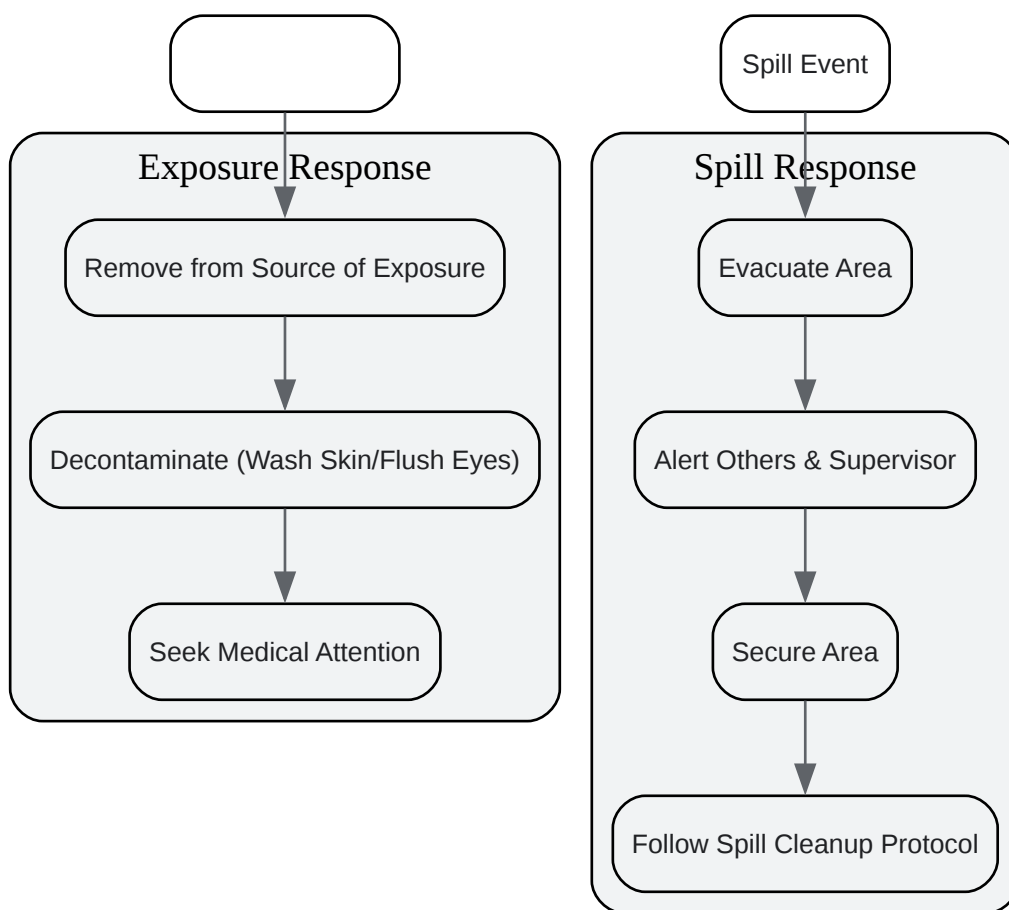 Exposure Response
Remove from Source of Exposure
Decontaminate (Wash Skin/Flush Eyes)
Seek Medical Attention
Spill Event
Spill Response
Evacuate Area
Alert Others & Supervisor
Secure Area
Follow Spill Cleanup Protocol